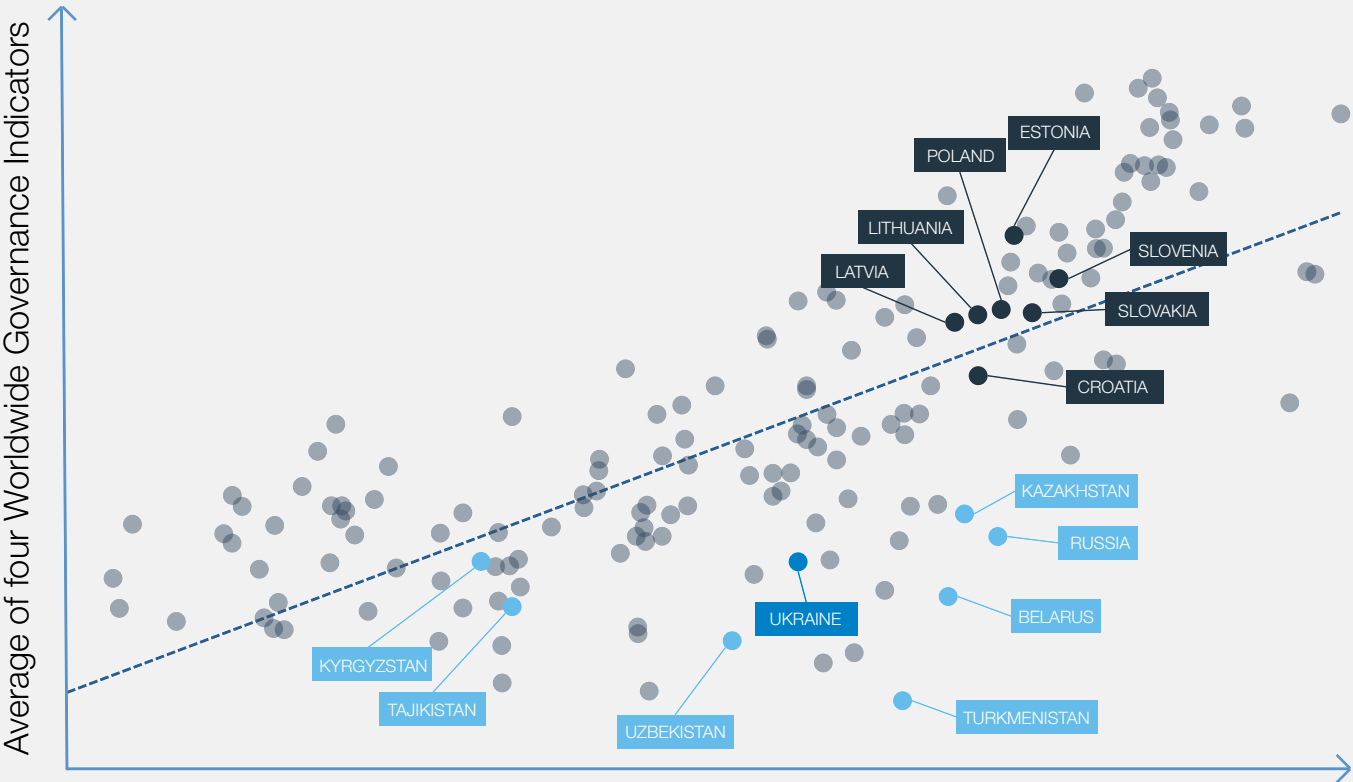 Average of four Worldwide Governance Indicators
ESTONIA
POLAND
LITHUANIA
SLOVENIA
LATVIA
SLOVAKIA
CROATIA
KAZAKHSTAN
RUSSIA
BELARUS
UKRAINE
KYRGYZSTAN
TAJIKISTAN
TURKMENISTAN
UZBEKISTAN